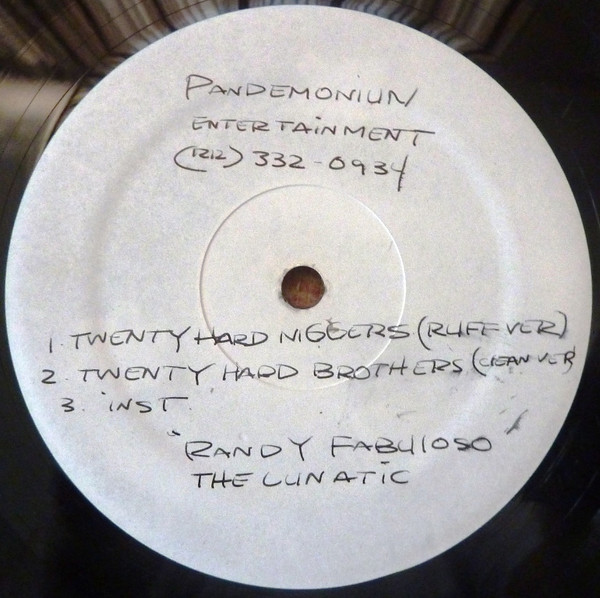 PANDEMONIUM
ENTERTAINMENT
(212) 332-0934
1. TWENTY HARD NIGGERS (RUFF VER)
2. TWENTY HARD BROTHERS (CLEAN VER)
3. INST.
"RANDY FABULOSO"
THE LUNATIC